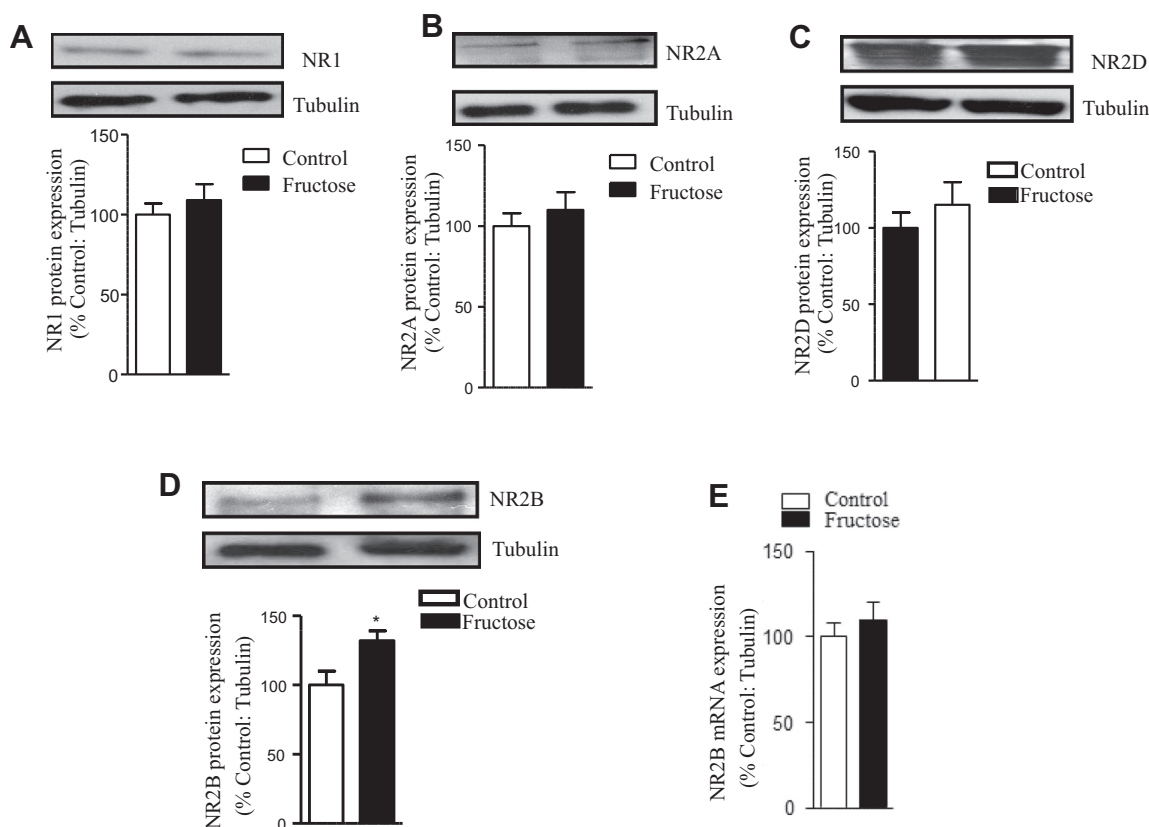 A
NR1
Tubulin
150
100
50
0
NR1 protein expression
(% Control: Tubulin)
Control
Fructose
B
NR2A
Tubulin
150
100
50
0
NR2A protein expression
(% Control: Tubulin)
Control
Fructose
C
NR2D
Tubulin
150
100
50
0
NR2D protein expression
(% Control: Tubulin)
Control
Fructose
D
NR2B
Tubulin
Control
Fructose
150
100
50
0
*
NR2B protein expression
(% Control: Tubulin)
E
Control
Fructose
150
100
50
0
NR2B mRNA expression
(% Control: Tubulin)